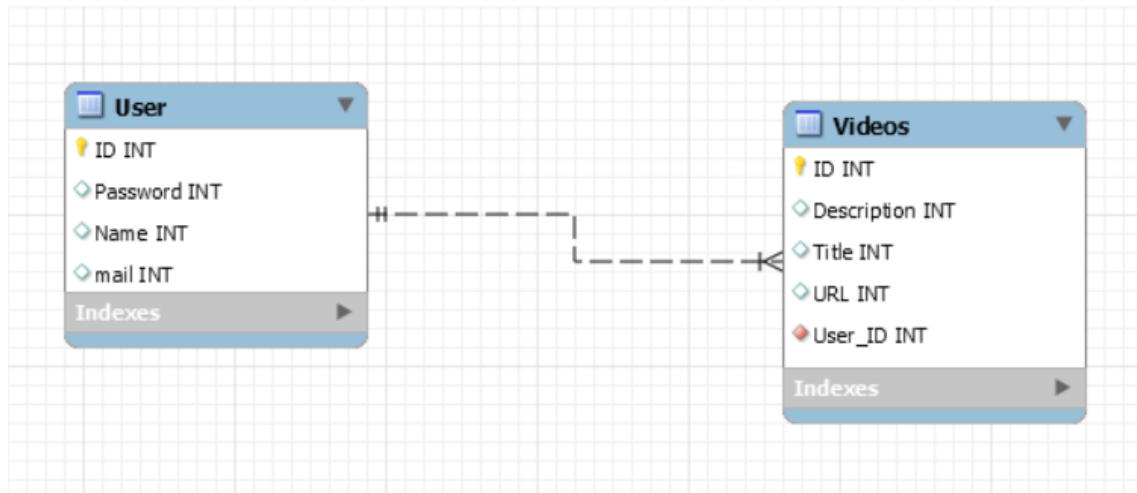 User
ID INT
Password INT
Name INT
mail INT
Indexes
Videos
ID INT
Description INT
Title INT
URL INT
User_ID INT
Indexes